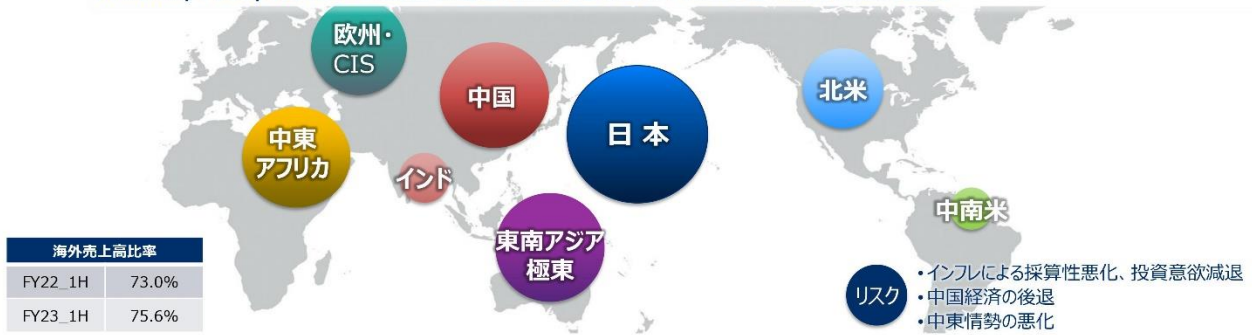 欧州・
CIS
中国
日本
北米
中東
アフリカ
インド
東南アジア
極東
中南米
海外売上高比率
FY22_1H 73.0%
FY23_1H 75.6%
リスク
・インフレによる採算性悪化、投資意欲減退
・中国経済の後退
・中東情勢の悪化